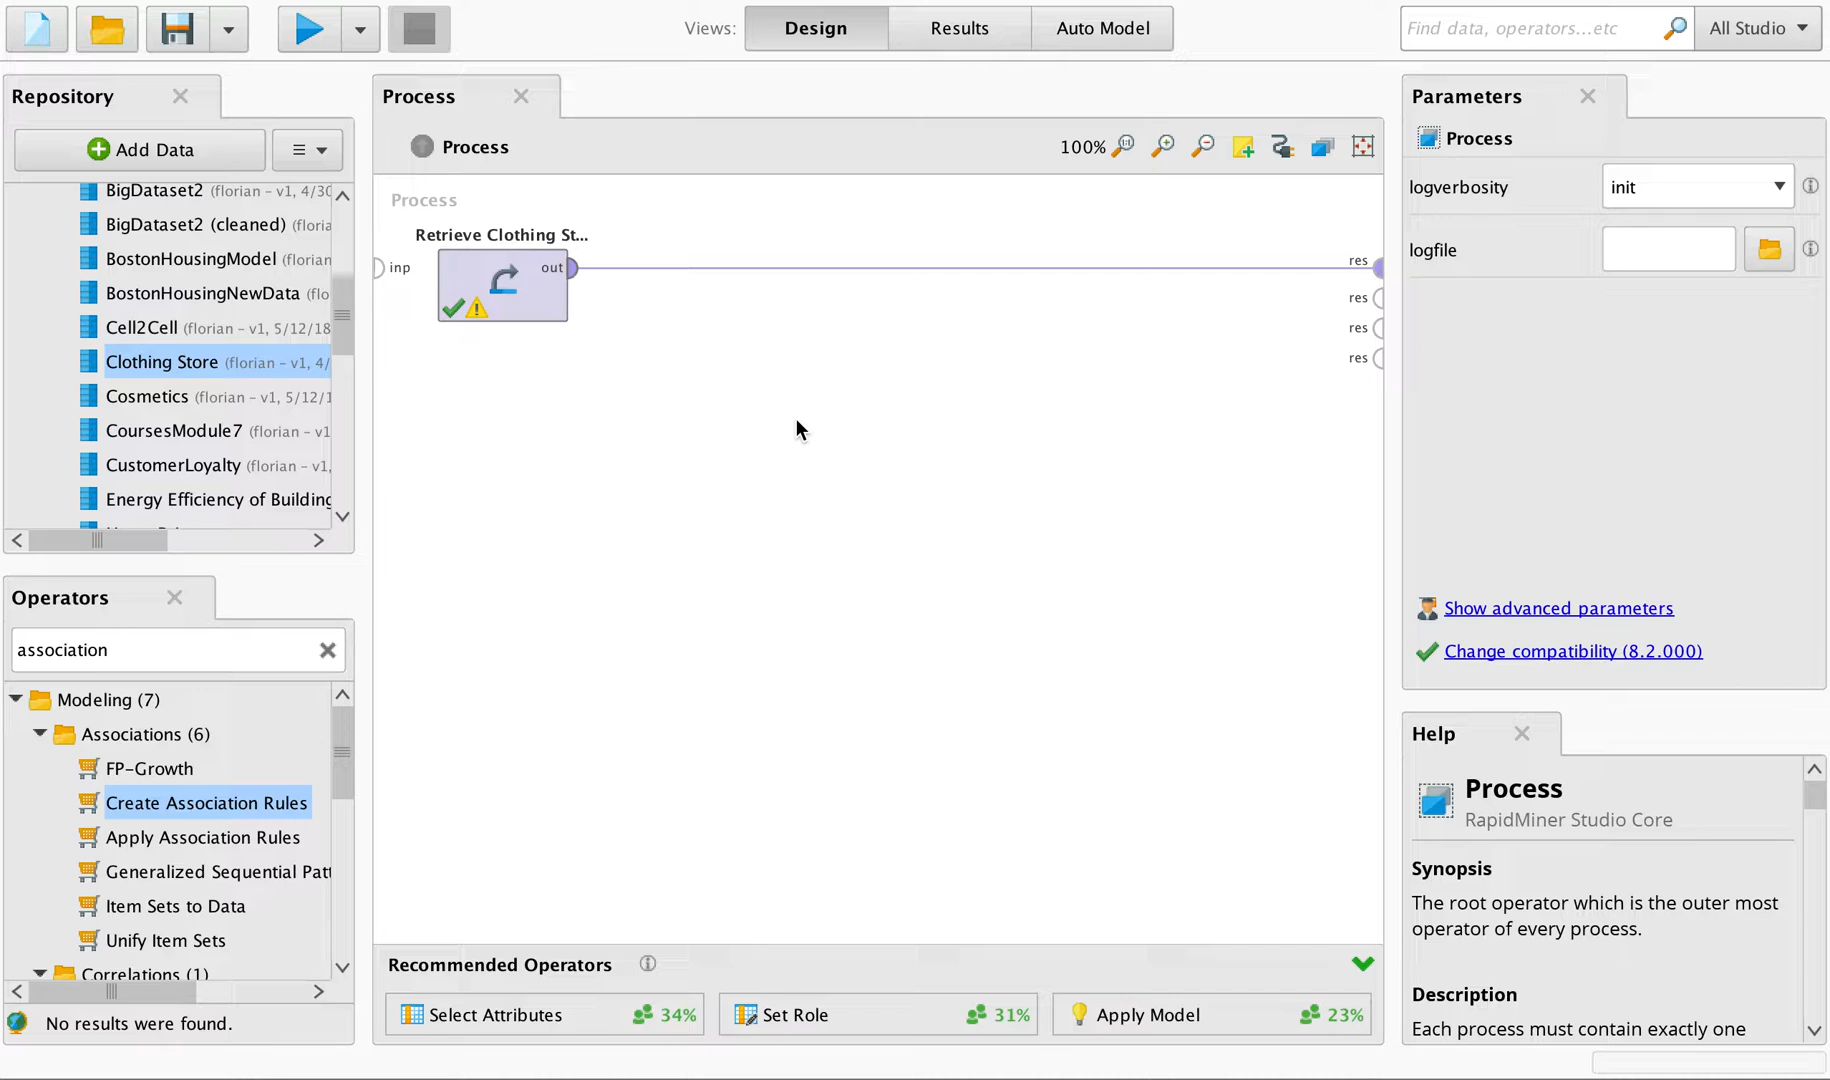 Views:
Design
Results
Auto Model
Find data, operators...etc
All Studio
Repository
Add Data
BigDataset2 (florian – v1, 4/30
BigDataset2 (cleaned) (floria
BostonHousingModel (florian
BostonHousingNewData (flo
Cell2Cell (florian – v1, 5/12/18
Clothing Store (florian – v1, 4/
Cosmetics (florian – v1, 5/12/1
CoursesModule7 (florian – v1
CustomerLoyalty (florian – v1,
Energy Efficiency of Building
Operators
association
Modeling (7)
Associations (6)
FP-Growth
Create Association Rules
Apply Association Rules
Generalized Sequential Patt
Item Sets to Data
Unify Item Sets
Correlations (1)
No results were found.
Process
Process
100%
Process
Retrieve Clothing St...
inp
out
res
res
res
res
Recommended Operators
Select Attributes 34%
Set Role 31%
Apply Model 23%
Parameters
Process
logverbosity
init
logfile
Show advanced parameters
Change compatibility (8.2.000)
Help
Process
RapidMiner Studio Core
Synopsis
The root operator which is the outer most
operator of every process.
Description
Each process must contain exactly one